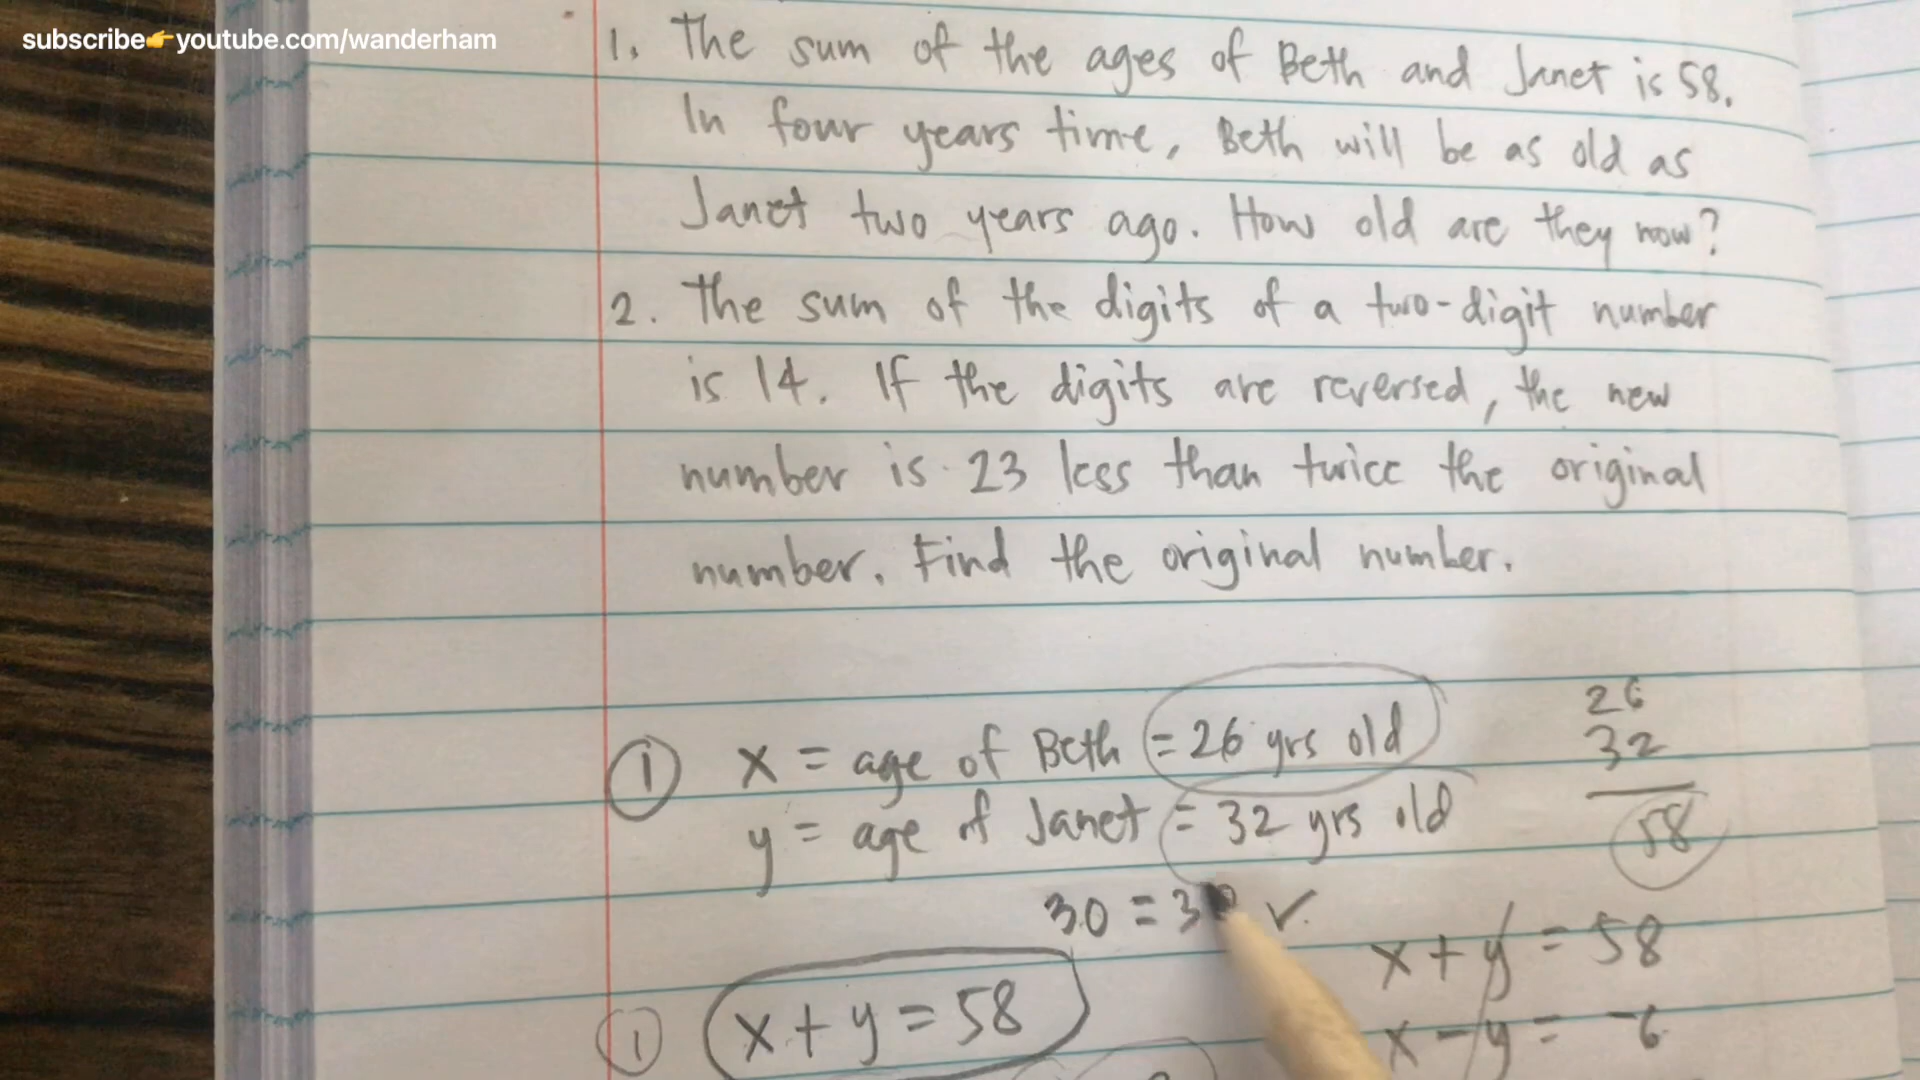 subscribe👉youtube.com/wanderham
1. The sum of the ages of Beth and Janet is 58.
In four years time, Beth will be as old as
Janet two years ago. How old are they now?
2. The sum of the digits of a two-digit number
is 14. If the digits are reversed, the new
number is 23 less than twice the original
number. Find the original number.
① x = age of Beth = 26 yrs old
y = age of Janet = 32 yrs old
26
32
58
30 = 30 ✓
① x + y = 58
x + y = 58
x - y = -6